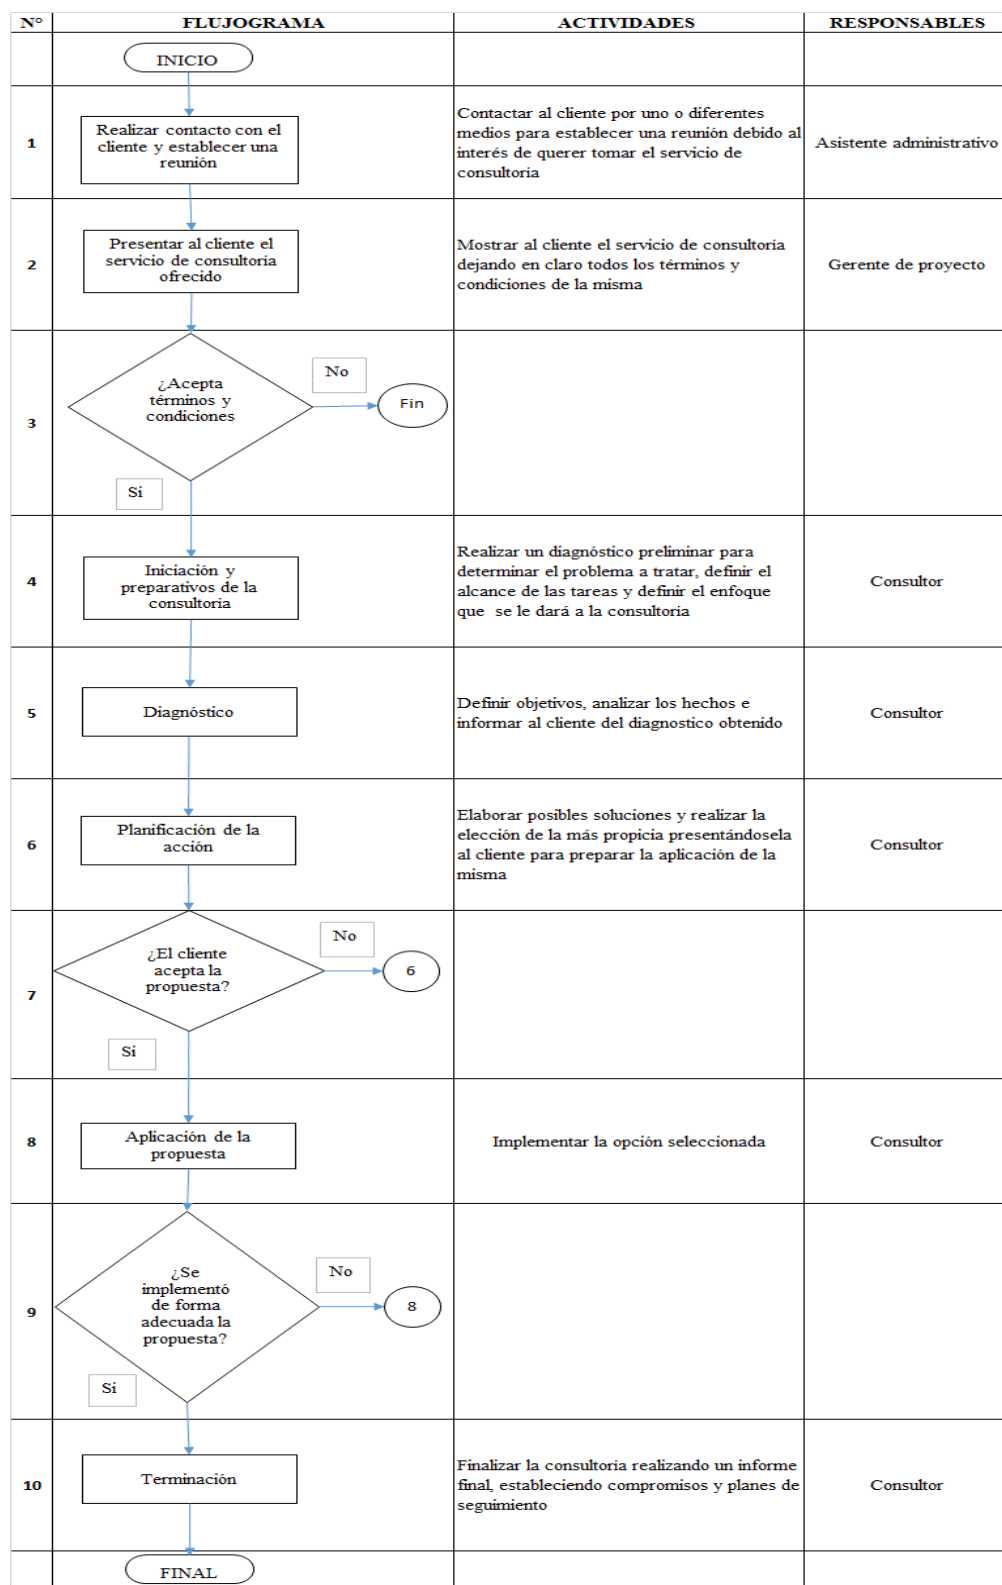 N° FLUJOGRAMA ACTIVIDADES RESPONSABLES
INICIO
1
Realizar contacto con el
cliente y establecer una
reunión
Contactar al cliente por uno o diferentes
medios para establecer una reunión debido al
interés de querer tomar el servicio de
consultoría
Asistente administrativo
2
Presentar al cliente el
servicio de consultoría
ofrecido
Mostrar al cliente el servicio de consultoría
dejando en claro todos los términos y
condiciones de la misma
Gerente de proyecto
3
¿Acepta
términos y
condiciones
No
Fin
Si
4
Iniciación y
preparativos de la
consultoría
Realizar un diagnóstico preliminar para
determinar el problema a tratar, definir el
alcance de las tareas y definir el enfoque
que se le dará a la consultoría
Consultor
5
Diagnóstico
Definir objetivos, analizar los hechos e
informar al cliente del diagnostico obtenido
Consultor
6
Planificación de la
acción
Elaborar posibles soluciones y realizar la
elección de la más propicia presentándosela
al cliente para preparar la aplicación de la
misma
Consultor
7
¿El cliente
acepta la
propuesta?
No
6
Si
8
Aplicación de la
propuesta
Implementar la opción seleccionada
Consultor
9
¿Se
implementó
de forma
adecuada la
propuesta?
No
8
Si
10
Terminación
Finalizar la consultoría realizando un informe
final, estableciendo compromisos y planes de
seguimiento
Consultor
FINAL